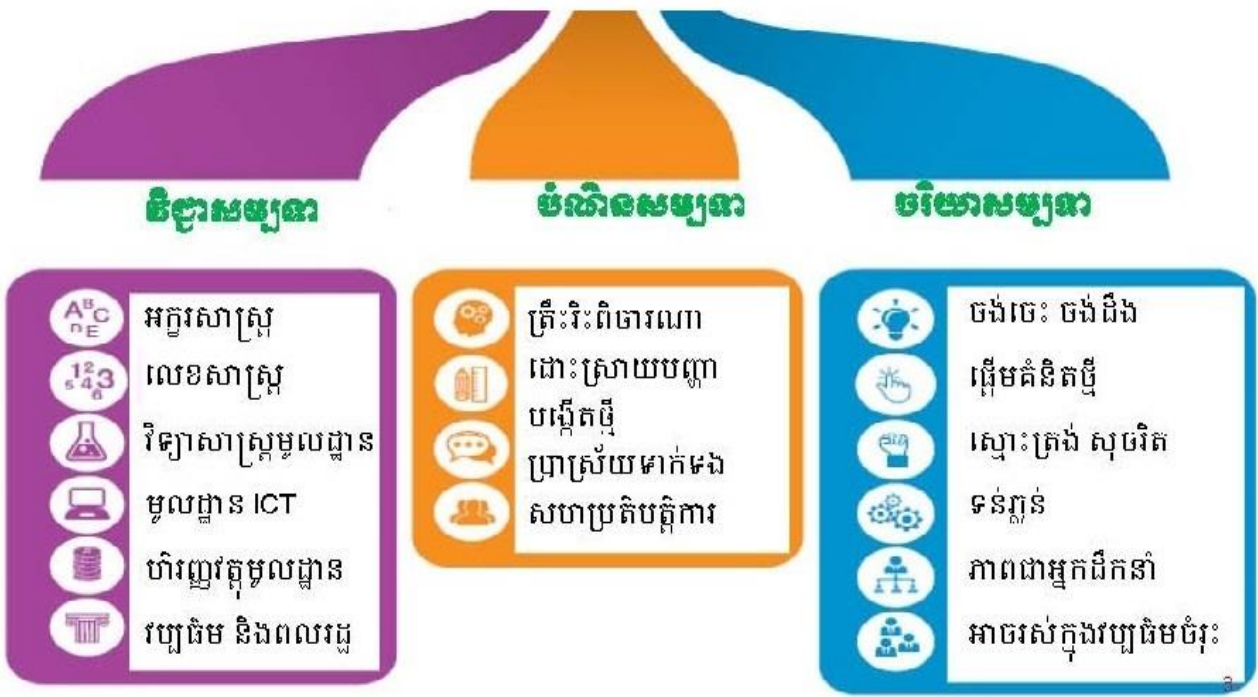 វិជ្ជាសម្បទា
អក្ខរសាស្ត្រ
លេខសាស្ត្រ
វិទ្យាសាស្ត្រមូលដ្ឋាន
មូលដ្ឋាន ICT
ហិរញ្ញវត្ថុមូលដ្ឋាន
វប្បធម៌ និងពលរដ្ឋ
បំណិនសម្បទា
ត្រឹះរិះពិចារណា
ដោះស្រាយបញ្ហា
បង្កើតថ្មី
ប្រាស្រ័យទាក់ទង
សហប្រតិបត្តិការ
ចរិយាសម្បទា
ចង់ចេះ ចង់ដឹង
ផ្តើមគំនិតថ្មី
ស្មោះត្រង់ សុចរិត
ទន់ភ្លន់
ភាពជាអ្នកដឹកនាំ
អាចរស់ក្នុងវប្បធម៌ចំរុះ
3